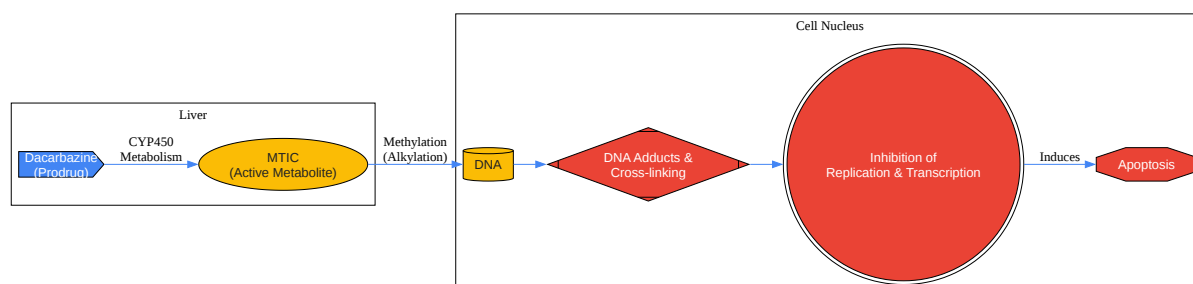 Cell Nucleus
Liver
Dacarbazine
(Prodrug)
CYP450
Metabolism
MTIC
(Active Metabolite)
Methylation
(Alkylation)
DNA
DNA Adducts &
Cross-linking
Inhibition of
Replication & Transcription
Induces
Apoptosis